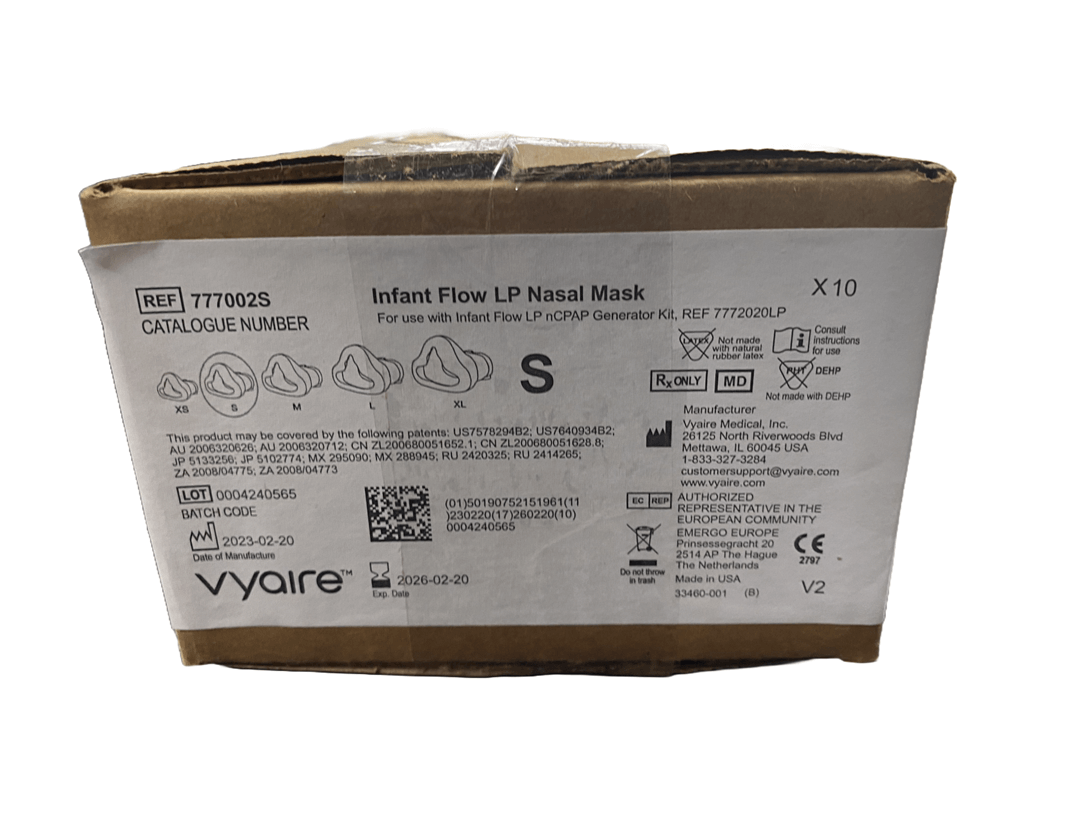 REF 777002S
CATALOGUE NUMBER
Infant Flow LP Nasal Mask
For use with Infant Flow LP nCPAP Generator Kit, REF 7772020LP
X10
XS
S
M
L
XL
S
LATEX
Not made
with natural
rubber latex
Consult
instructions
for use
Rx ONLY
MD
PHT
DEHP
Not made with DEHP
This product may be covered by the following patents: US7578294B2; US7640934B2;
AU 2006320626; AU 2006320712; CN ZL200680051652.1; CN ZL200680051628.8;
JP 5133256; JP 5102774; MX 295090; MX 288945; RU 2420325; RU 2414265;
ZA 2008/04775; ZA 2008/04773
Manufacturer
Vyaire Medical, Inc.
26125 North Riverwoods Blvd
Mettawa, IL 60045 USA
1-833-327-3284
customersupport@vyaire.com
www.vyaire.com
LOT 0004240565
BATCH CODE
2023-02-20
Date of Manufacture
vyaire™
(01)50190752151961(11
)230220(17)260220(10)
0004240565
2026-02-20
Exp. Date
EC REP
AUTHORIZED
REPRESENTATIVE IN THE
EUROPEAN COMMUNITY
EMERGO EUROPE
Prinsessegracht 20
2514 AP The Hague
The Netherlands
CE
2797
Do not throw
in trash
Made in USA
33460-001 (B)
V2